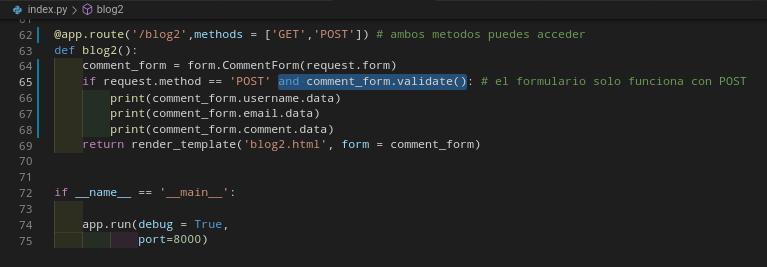 index.py > blog2
61
62 @app.route('/blog2',methods = ['GET','POST']) # ambos metodos puedes acceder
63 def blog2():
64 comment_form = form.CommentForm(request.form)
65 if request.method == 'POST' and comment_form.validate(): # el formulario solo funciona con POST
66 print(comment_form.username.data)
67 print(comment_form.email.data)
68 print(comment_form.comment.data)
69 return render_template('blog2.html', form = comment_form)
70
71
72 if __name__ == '__main__':
73
74 app.run(debug = True,
75 port=8000)